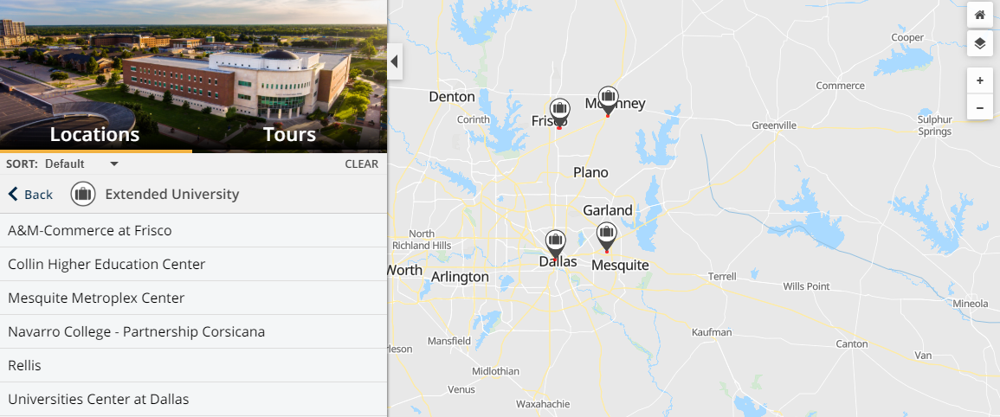 Locations
Tours
SORT: Default
CLEAR
Back
Extended University
A&M-Commerce at Frisco
Collin Higher Education Center
Mesquite Metroplex Center
Navarro College - Partnership Corsicana
Rellis
Universities Center at Dallas
Cooper
Commerce
Denton
Corinth
Frisco
Greenville
Sulphur
Springs
Plano
Garland
North
Richland Hills
Dallas
Mesquite
Worth
Arlington
Terrell
Wills Point
Mineola
Kaufman
Mansfield
Canton
Van
leson
Midlothian
Venus
Waxahachie
+
−